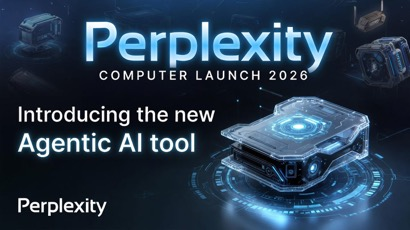 Perplexity
COMPUTER LAUNCH 2026
Introducing the new
Agentic AI tool
Perplexity